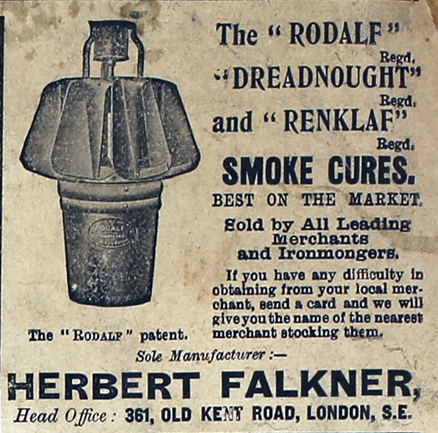 The "RODALF"
Regd.
"DREADNOUGHT"
Regd.
and "RENKLAF"
Regd.
SMOKE CURES.
BEST ON THE MARKET.
Sold by All Leading
Merchants
and Ironmongers.
If you have any difficulty in
obtaining from your local mer-
chant, send a card and we will
give you the name of the nearest
merchant stocking them.
RODALF
The "RODALF" patent.
Sole Manufacturer :—
HERBERT FALKNER,
Head Office : 361, OLD KENT ROAD, LONDON, S.E.